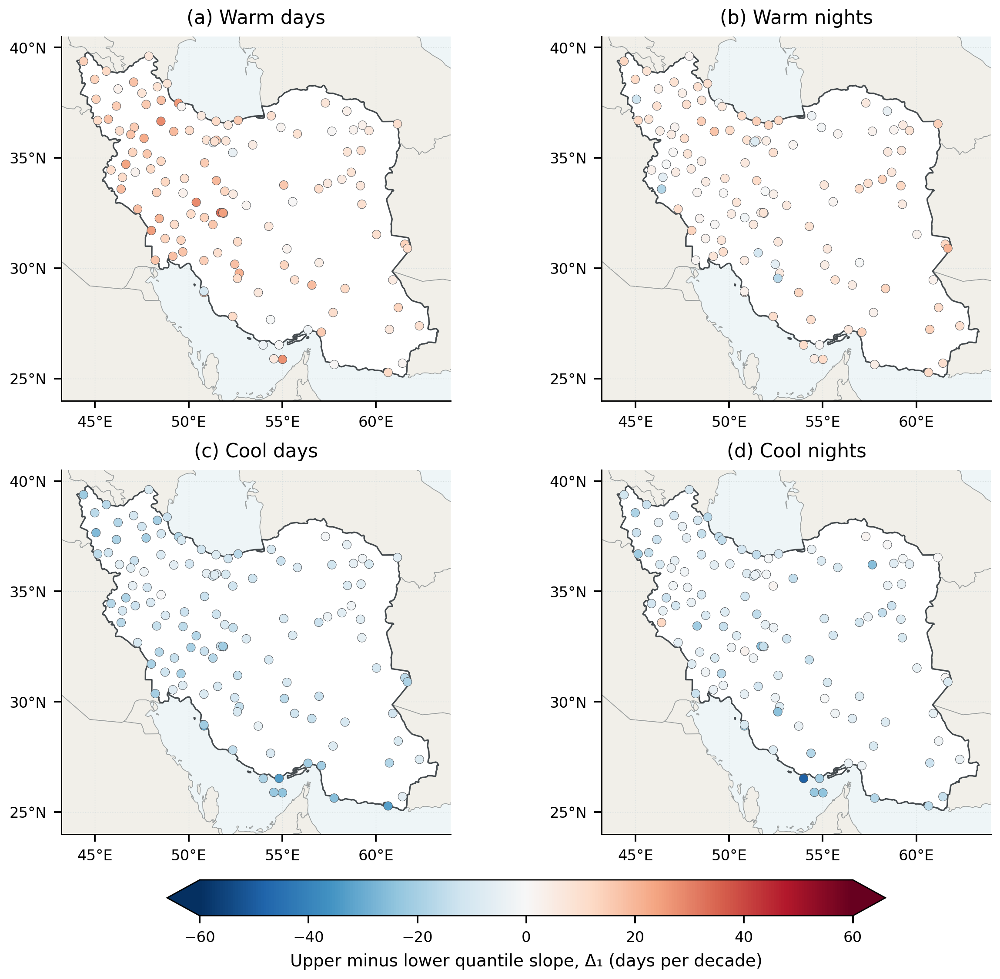 (a) Warm days
(b) Warm nights
40°N
35°N
30°N
25°N
45°E 50°E 55°E 60°E
40°N
35°N
30°N
25°N
45°E 50°E 55°E 60°E
(c) Cool days
(d) Cool nights
40°N
35°N
30°N
25°N
45°E 50°E 55°E 60°E
40°N
35°N
30°N
25°N
45°E 50°E 55°E 60°E
−60 −40 −20 0 20 40 60
Upper minus lower quantile slope, Δ₁ (days per decade)